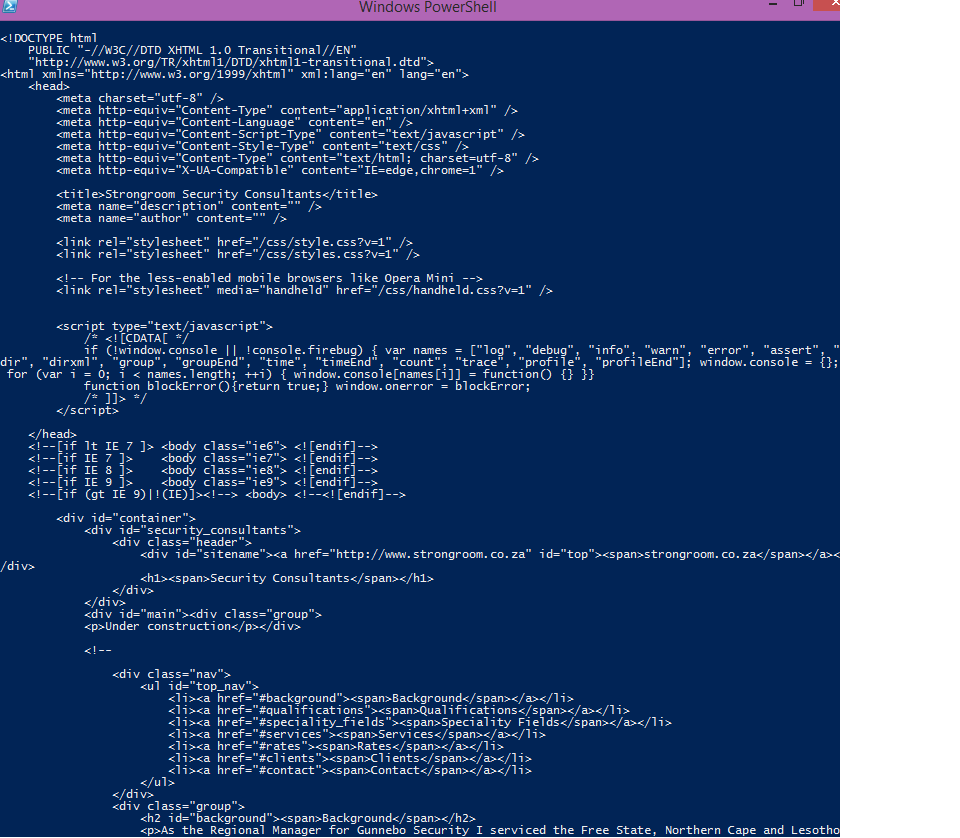 Windows PowerShell
<!DOCTYPE html
    PUBLIC "-//W3C//DTD XHTML 1.0 Transitional//EN"
    "http://www.w3.org/TR/xhtml1/DTD/xhtml1-transitional.dtd">
<html xmlns="http://www.w3.org/1999/xhtml" xml:lang="en" lang="en">
    <head>
        <meta charset="utf-8" />
        <meta http-equiv="Content-Type" content="application/xhtml+xml" />
        <meta http-equiv="Content-Language" content="en" />
        <meta http-equiv="Content-Script-Type" content="text/javascript" />
        <meta http-equiv="Content-Style-Type" content="text/css" />
        <meta http-equiv="Content-Type" content="text/html; charset=utf-8" />
        <meta http-equiv="X-UA-Compatible" content="IE=edge,chrome=1" />

        <title>Strongroom Security Consultants</title>
        <meta name="description" content="" />
        <meta name="author" content="" />

        <link rel="stylesheet" href="/css/style.css?v=1" />
        <link rel="stylesheet" href="/css/styles.css?v=1" />

        <!-- For the less-enabled mobile browsers like Opera Mini -->
        <link rel="stylesheet" media="handheld" href="/css/handheld.css?v=1" />

        <script type="text/javascript">
            /* <![CDATA[ */
            if (!window.console || !console.firebug) { var names = ["log", "debug", "info", "warn", "error", "assert", "
dir", "dirxml", "group", "groupEnd", "time", "timeEnd", "count", "trace", "profile", "profileEnd"]; window.console = {};
 for (var i = 0; i < names.length; ++i) { window.console[names[i]] = function() {} }}
            function blockError(){return true;} window.onerror = blockError;
            /* ]]> */
        </script>

    </head>
    <!--[if lt IE 7 ]> <body class="ie6"> <![endif]-->
    <!--[if IE 7 ]>    <body class="ie7"> <![endif]-->
    <!--[if IE 8 ]>    <body class="ie8"> <![endif]-->
    <!--[if IE 9 ]>    <body class="ie9"> <![endif]-->
    <!--[if (gt IE 9)|!(IE)]><!--> <body> <!--<![endif]-->

        <div id="container">
            <div id="security_consultants">
                <div class="header">
                    <div id="sitename"><a href="http://www.strongroom.co.za" id="top"><span>strongroom.co.za</span></a><
/div>
                    <h1><span>Security Consultants</span></h1>
                </div>
            </div>
            <div id="main"><div class="group">
            <p>Under construction</p></div>

            <!--

                <div class="nav">
                    <ul id="top_nav">
                        <li><a href="#background"><span>Background</span></a></li>
                        <li><a href="#qualifications"><span>Qualifications</span></a></li>
                        <li><a href="#speciality_fields"><span>Speciality Fields</span></a></li>
                        <li><a href="#services"><span>Services</span></a></li>
                        <li><a href="#rates"><span>Rates</span></a></li>
                        <li><a href="#clients"><span>Clients</span></a></li>
                        <li><a href="#contact"><span>Contact</span></a></li>
                    </ul>
                </div>
                <div class="group">
                    <h2 id="background"><span>Background</span></h2>
                    <p>As the Regional Manager for Gunnebo Security I serviced the Free State, Northern Cape and Lesotho